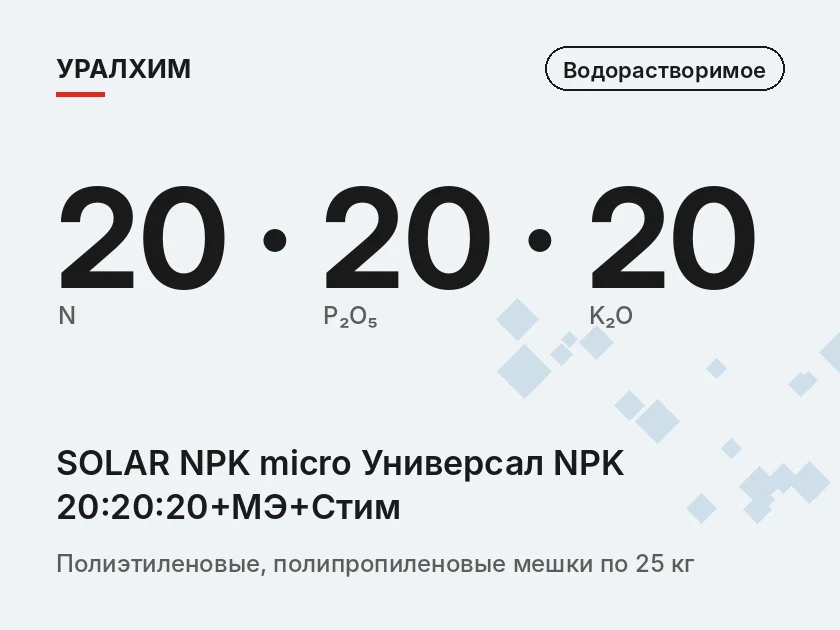 УРАЛХИМ
Водорастворимое
20 • 20 • 20
N P₂O₅ K₂O
SOLAR NPK micro Универсал NPK
20:20:20+МЭ+Стим
Полиэтиленовые, полипропиленовые мешки по 25 кг